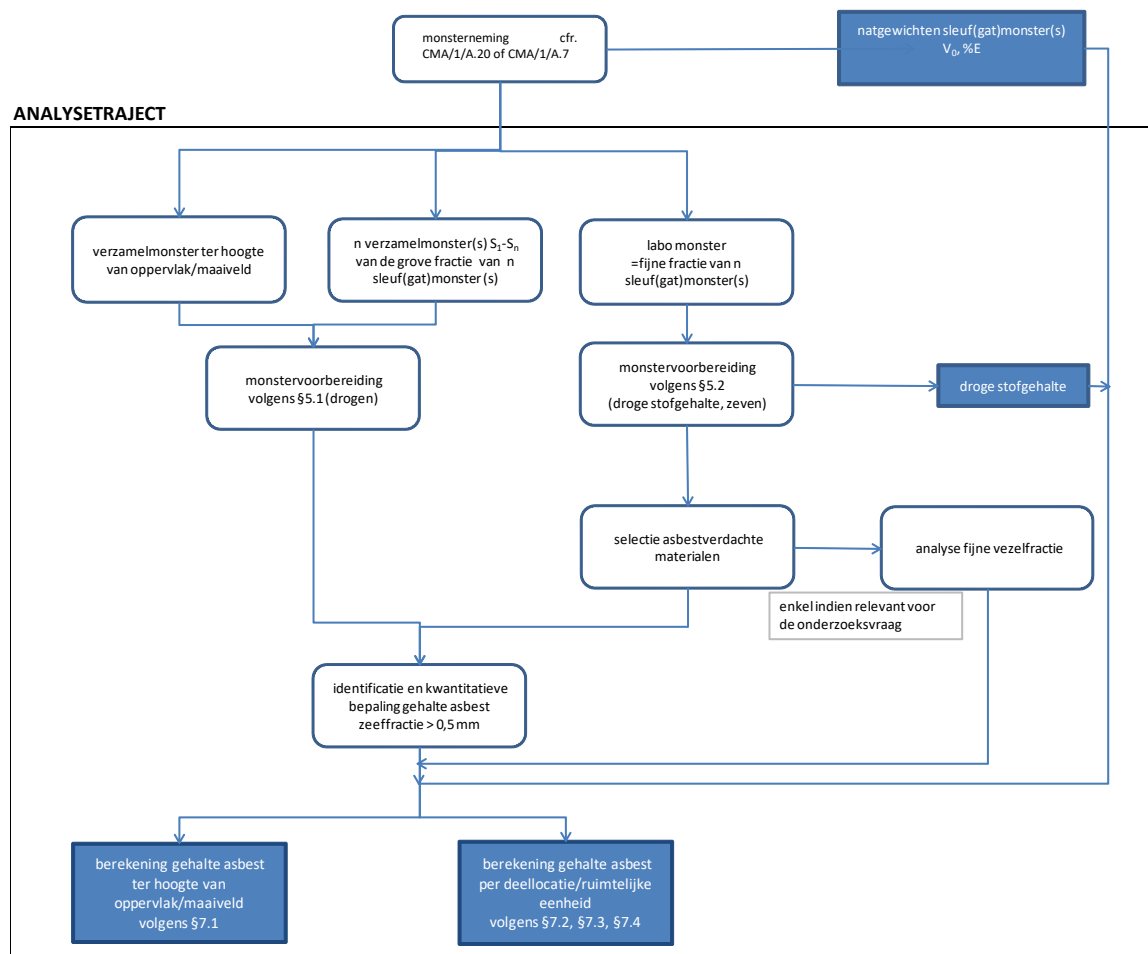 monsterneming cfr.
CMA/1/A.20 of CMA/1/A.7
natgewichten sleuf(gat)monster(s)
V₀, %E
ANALYSETRAJECT
verzamelmonster ter hoogte
van oppervlak/maaiveld
n verzamelmonster(s) S₁-Sₙ
van de grove fractie van n
sleuf(gat)monster(s)
labo monster
=fijne fractie van n
sleuf(gat)monster(s)
monstervoorbereiding
volgens §5.1 (drogen)
monstervoorbereiding
volgens §5.2
(droge stofgehalte, zeven)
droge stofgehalte
selectie asbestverdachte
materialen
analyse fijne vezelfractie
enkel indien relevant voor
de onderzoeksvraag
identificatie en kwantitatieve
bepaling gehalte asbest
zeeffractie > 0,5 mm
berekening gehalte asbest
ter hoogte van
oppervlak/maaiveld
volgens §7.1
berekening gehalte asbest
per deellocatie/ruimtelijke
eenheid
volgens §7.2, §7.3, §7.4